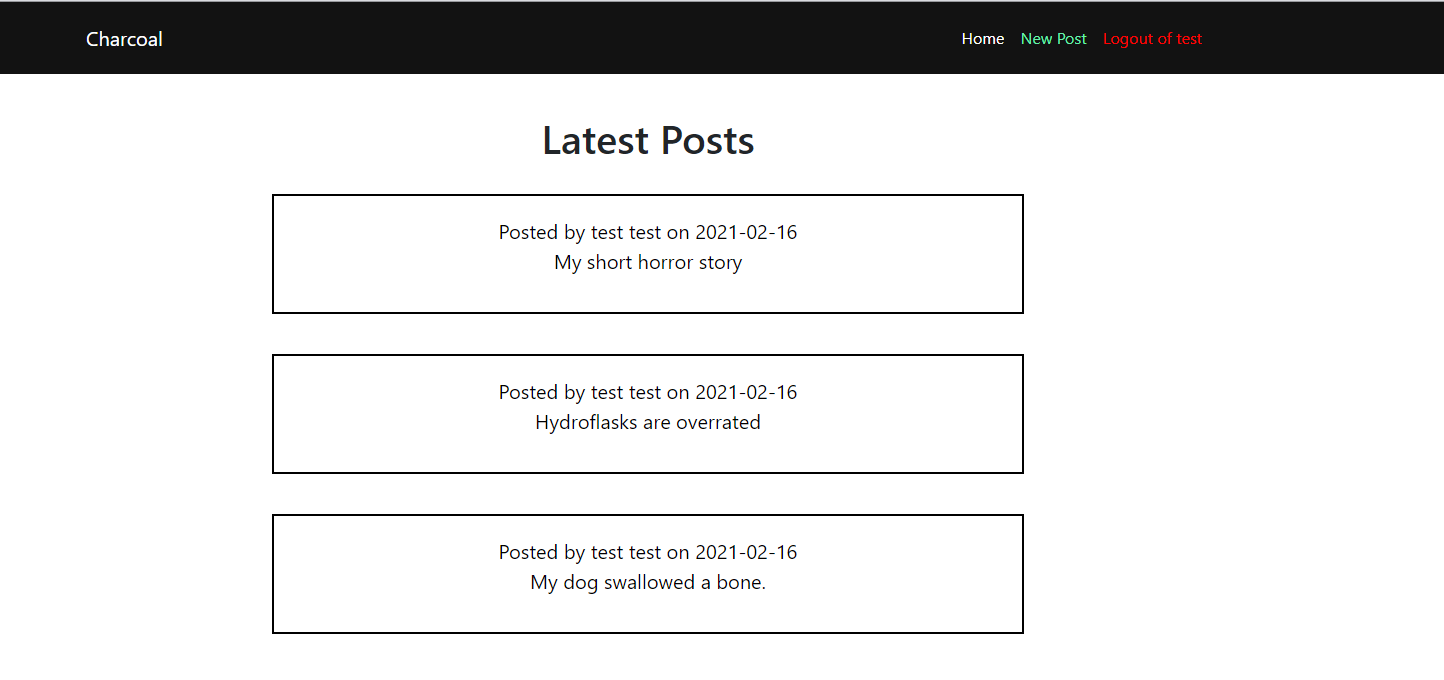 Charcoal Home New Post Logout of test
Latest Posts
Posted by test test on 2021-02-16
My short horror story
Posted by test test on 2021-02-16
Hydroflasks are overrated
Posted by test test on 2021-02-16
My dog swallowed a bone.